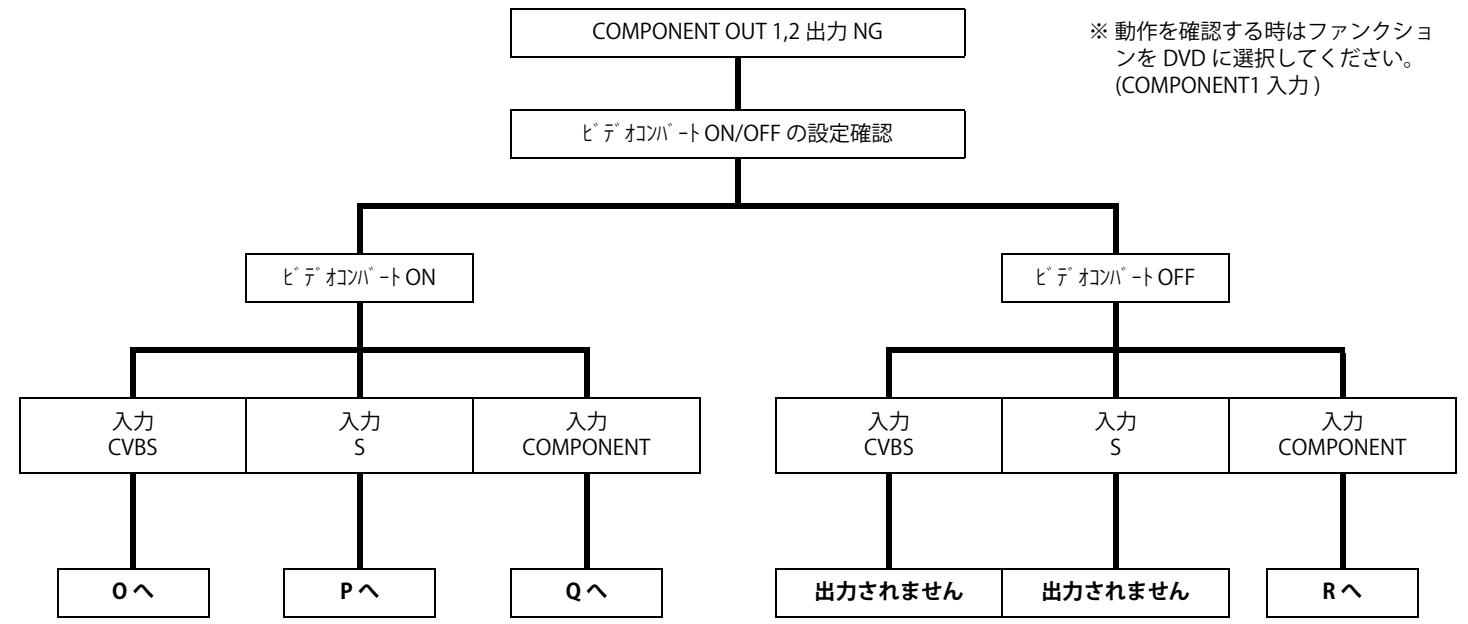 COMPONENT OUT 1,2 出力 NG
※ 動作を確認する時はファンクショ
ンを DVD に選択してください。
(COMPONENT1 入力 )
ﾋﾞﾃﾞｵｺﾝﾊﾞｰﾄ ON/OFF の設定確認
ﾋﾞﾃﾞｵｺﾝﾊﾞｰﾄ ON
ﾋﾞﾃﾞｵｺﾝﾊﾞｰﾄ OFF
入力
CVBS
入力
S
入力
COMPONENT
入力
CVBS
入力
S
入力
COMPONENT
O へ
P へ
Q へ
出力されません
出力されません
R へ